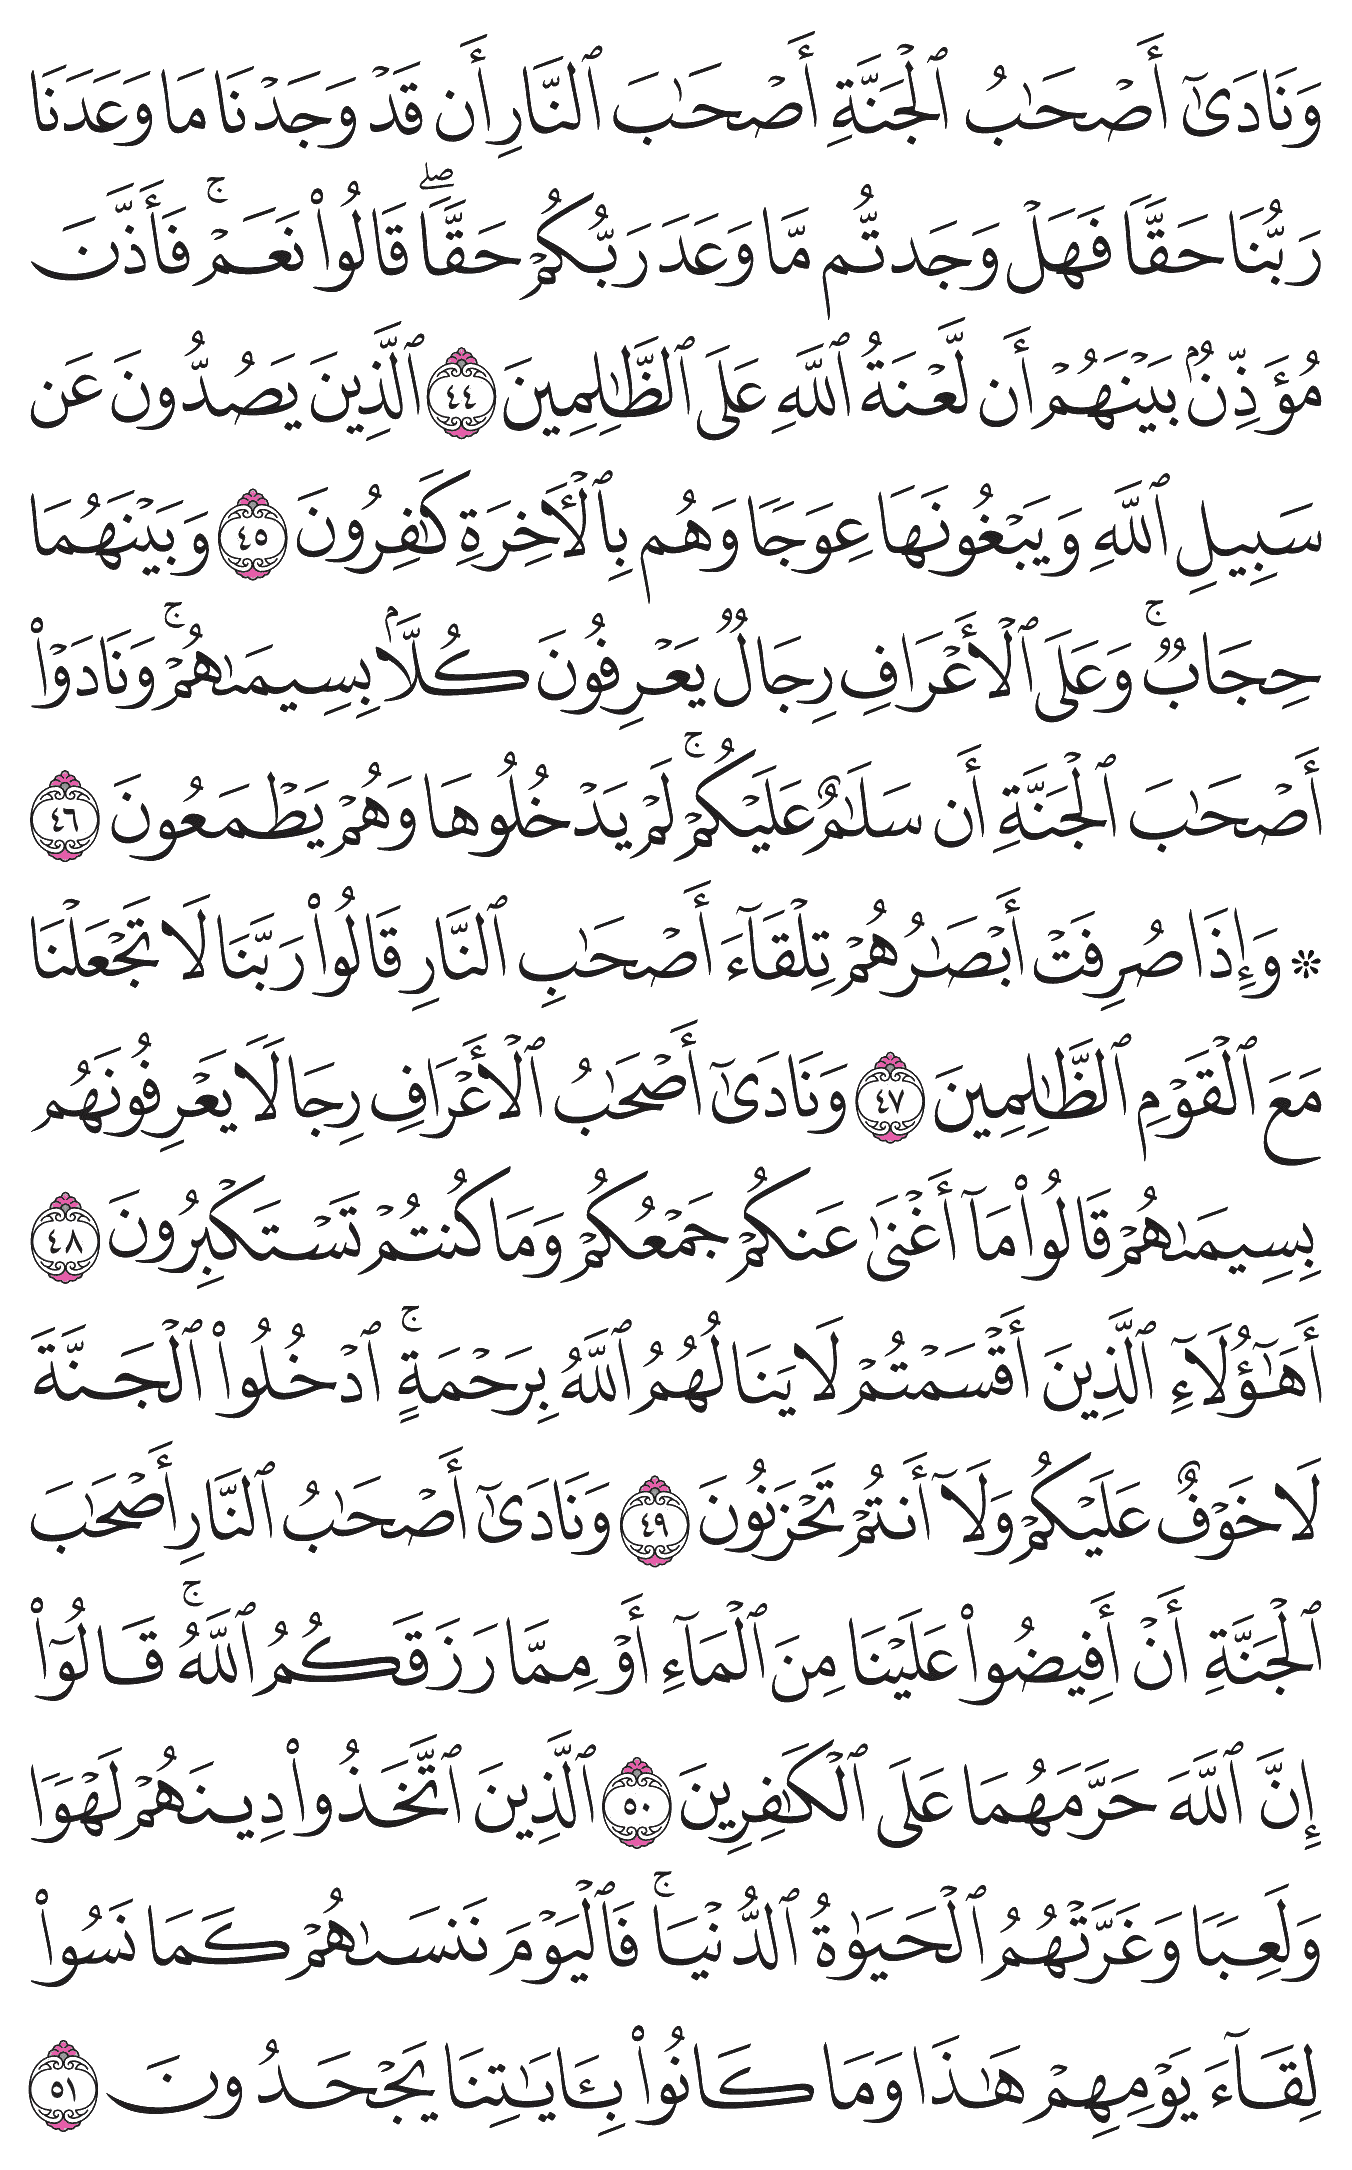 وَنَادَىٰٓ أَصۡحَٰبُ ٱلۡجَنَّةِ أَصۡحَٰبَ ٱلنَّارِ أَن قَدۡ وَجَدۡنَا مَا وَعَدَنَا
رَبُّنَا حَقّٗا فَهَلۡ وَجَدتُّم مَّا وَعَدَ رَبُّكُمۡ حَقّٗاۖ قَالُواْ نَعَمۡۚ فَأَذَّنَ
مُؤَذِّنُۢ بَيۡنَهُمۡ أَن لَّعۡنَةُ ٱللَّهِ عَلَى ٱلظَّٰلِمِينَ ٤٤ ٱلَّذِينَ يَصُدُّونَ عَن
سَبِيلِ ٱللَّهِ وَيَبۡغُونَهَا عِوَجٗا وَهُم بِٱلۡأٓخِرَةِ كَٰفِرُونَ ٤٥ وَبَيۡنَهُمَا
حِجَابٞۚ وَعَلَى ٱلۡأَعۡرَافِ رِجَالٞ يَعۡرِفُونَ كُلَّۢا بِسِيمَىٰهُمۡۚ وَنَادَوۡاْ
أَصۡحَٰبَ ٱلۡجَنَّةِ أَن سَلَٰمٌ عَلَيۡكُمۡۚ لَمۡ يَدۡخُلُوهَا وَهُمۡ يَطۡمَعُونَ ٤٦
۞ وَإِذَا صُرِفَتۡ أَبۡصَٰرُهُمۡ تِلۡقَآءَ أَصۡحَٰبِ ٱلنَّارِ قَالُواْ رَبَّنَا لَا تَجۡعَلۡنَا
مَعَ ٱلۡقَوۡمِ ٱلظَّٰلِمِينَ ٤٧ وَنَادَىٰٓ أَصۡحَٰبُ ٱلۡأَعۡرَافِ رِجَالٗا يَعۡرِفُونَهُم
بِسِيمَىٰهُمۡ قَالُواْ مَآ أَغۡنَىٰ عَنكُمۡ جَمۡعُكُمۡ وَمَا كُنتُمۡ تَسۡتَكۡبِرُونَ ٤٨
أَهَٰٓؤُلَآءِ ٱلَّذِينَ أَقۡسَمۡتُمۡ لَا يَنَالُهُمُ ٱللَّهُ بِرَحۡمَةٍۚ ٱدۡخُلُواْ ٱلۡجَنَّةَ
لَا خَوۡفٌ عَلَيۡكُمۡ وَلَآ أَنتُمۡ تَحۡزَنُونَ ٤٩ وَنَادَىٰٓ أَصۡحَٰبُ ٱلنَّارِ أَصۡحَٰبَ
ٱلۡجَنَّةِ أَنۡ أَفِيضُواْ عَلَيۡنَا مِنَ ٱلۡمَآءِ أَوۡ مِمَّا رَزَقَكُمُ ٱللَّهُۚ قَالُوٓاْ
إِنَّ ٱللَّهَ حَرَّمَهُمَا عَلَى ٱلۡكَٰفِرِينَ ٥٠ ٱلَّذِينَ ٱتَّخَذُواْ دِينَهُمۡ لَهۡوٗا
وَلَعِبٗا وَغَرَّتۡهُمُ ٱلۡحَيَوٰةُ ٱلدُّنۡيَاۚ فَٱلۡيَوۡمَ نَنسَىٰهُمۡ كَمَا نَسُواْ
لِقَآءَ يَوۡمِهِمۡ هَٰذَا وَمَا كَانُواْ بِـَٔايَٰتِنَا يَجۡحَدُونَ ٥١